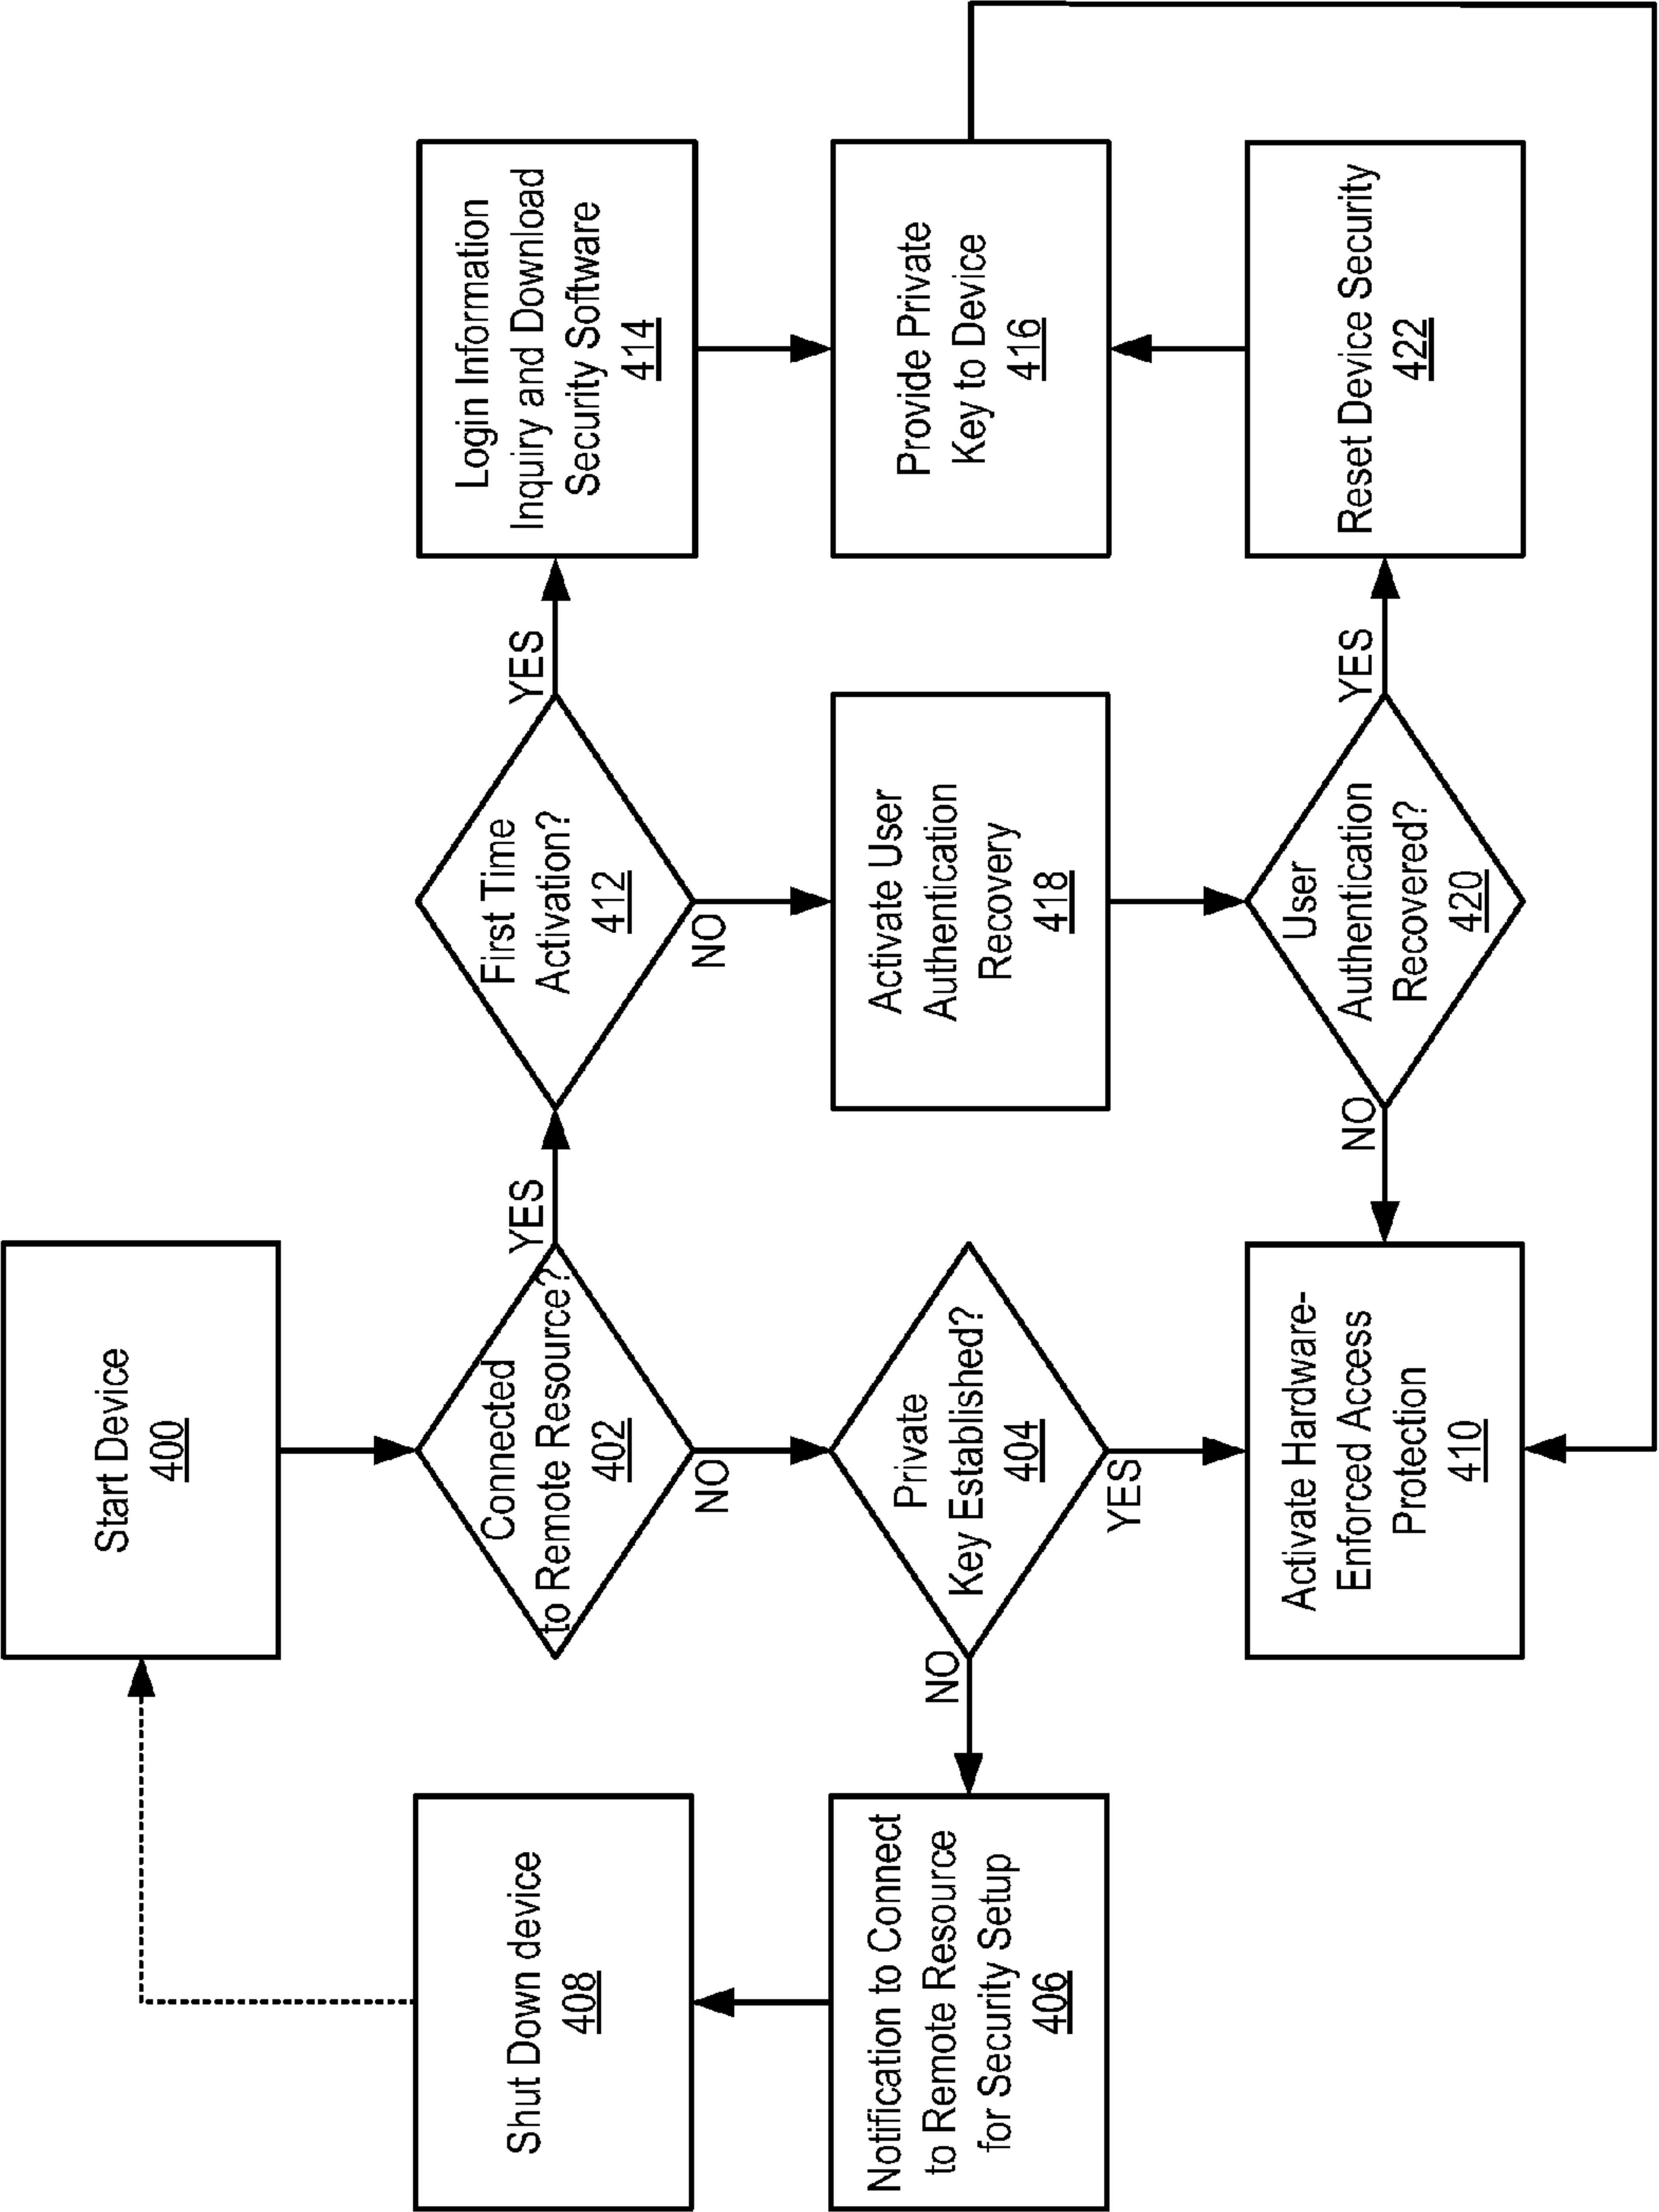 Start Device
400
Shut Down device
408
Connected
to Remote Resource?
402
YES
NO
First Time
Activation?
412
YES
NO
Login Information
Inquiry and Download
Security Software
414
Notification to Connect
to Remote Resource
for Security Setup
406
NO
Private
Key Established?
404
YES
Activate User
Authentication
Recovery
418
Provide Private
Key to Device
416
Activate Hardware-
Enforced Access
Protection
410
NO
User
Authentication
Recovered?
420
YES
Reset Device Security
422